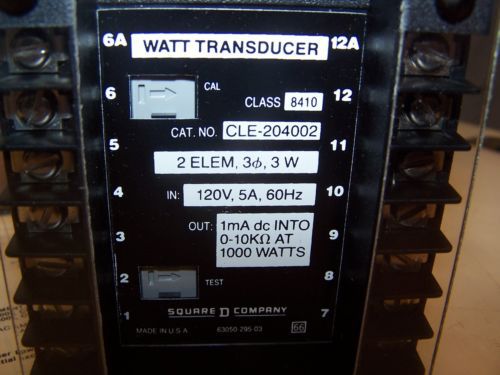 6A WATT TRANSDUCER 12A
6 CAL 12
CLASS 8410
CAT. NO. CLE-204002
5 11
2 ELEM, 3ϕ, 3 W
4 IN: 120V, 5A, 60Hz 10
OUT: 1mA dc INTO
3 0-10KΩ AT 9
1000 WATTS
2 TEST 8
SQUARE D COMPANY
1 7
MADE IN U.S.A 63050-295-03 66